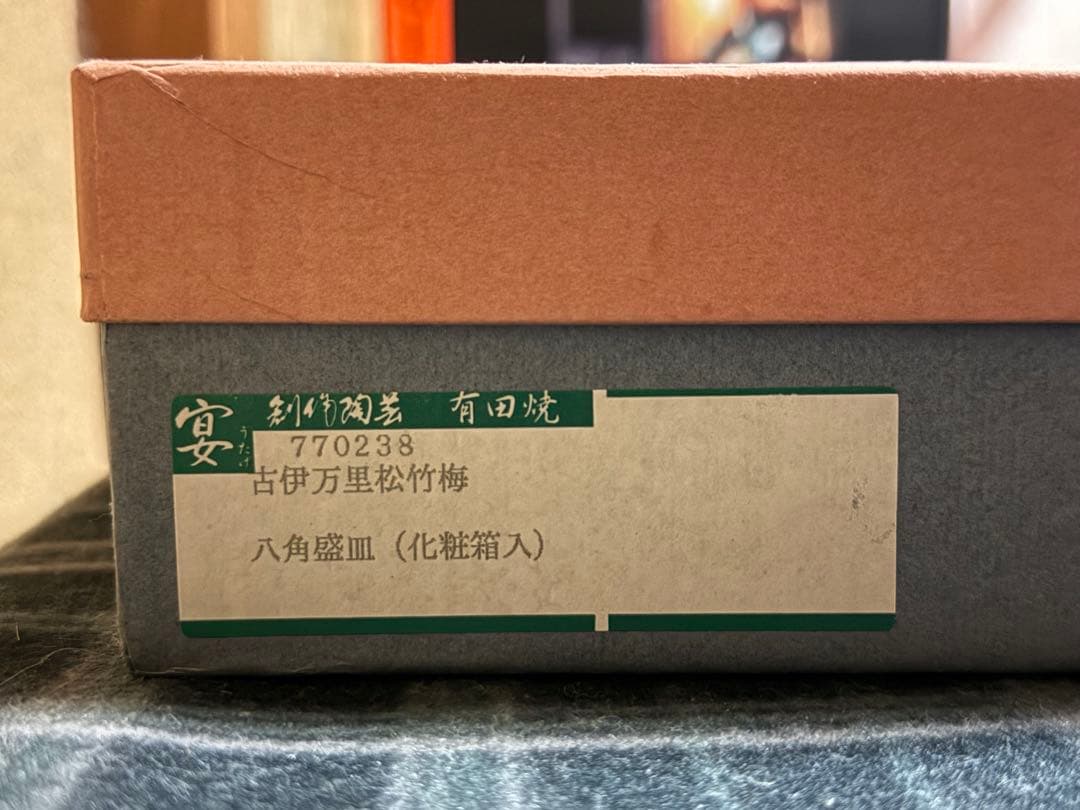 宴 うたげ
創作陶芸 有田焼
770238
古伊万里松竹梅
八角盛皿（化粧箱入）